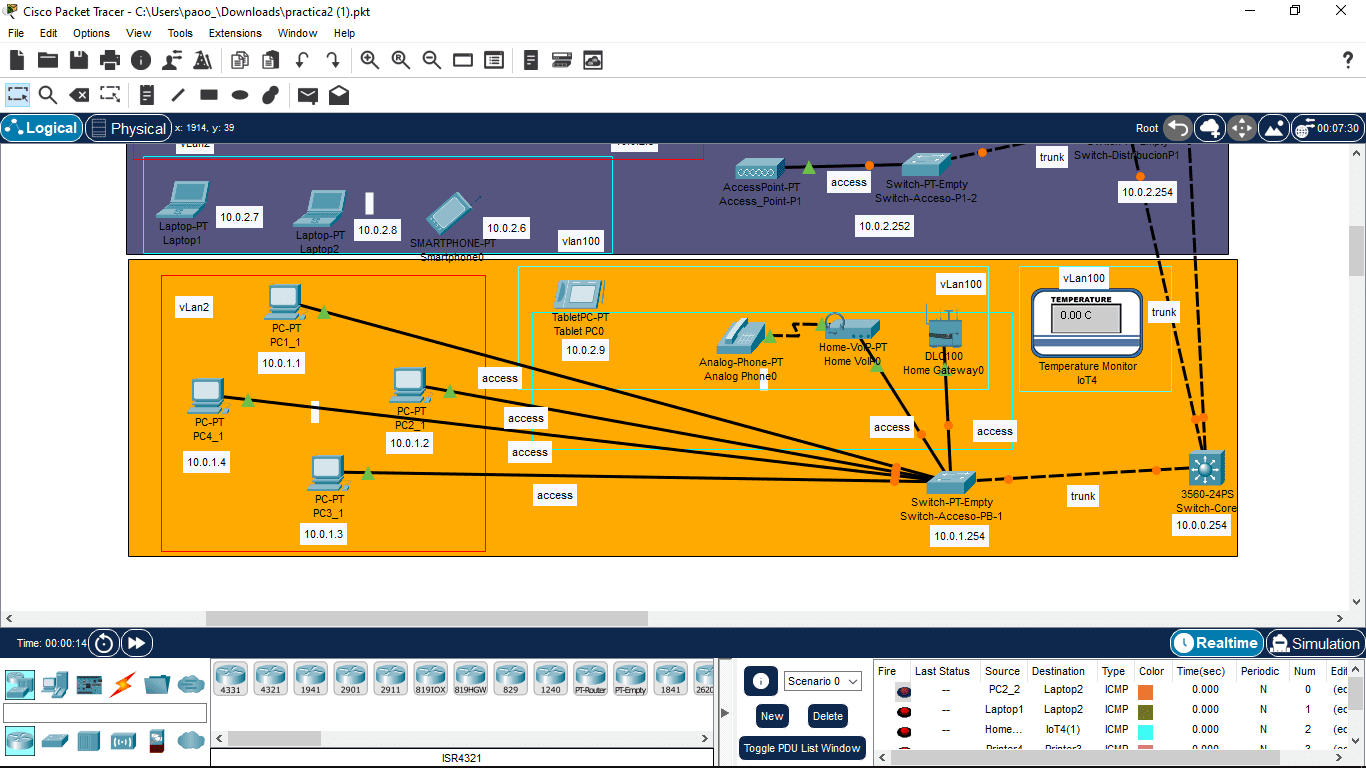 Cisco Packet Tracer - C:\Users\paoo_\Downloads\practica2 (1).pkt
File Edit Options View Tools Extensions Window Help
Logical Physical x: 1914, y: 39 Root 00:07:30
vLan2
Switch-DistribucionP1
trunk
access
AccessPoint-PT
Access_Point-P1
Switch-PT-Empty
Switch-Acceso-P1-2
10.0.2.254
10.0.2.252
10.0.2.7
Laptop-PT
Laptop1
10.0.2.8
Laptop-PT
Laptop2
10.0.2.6
SMARTPHONE-PT
Smartphone0
vlan100
vLan2
PC-PT
PC1_1
10.0.1.1
PC-PT
PC2_1
10.0.1.2
PC-PT
PC4_1
10.0.1.4
PC-PT
PC3_1
10.0.1.3
access
access
access
access
TabletPC-PT
Tablet PC0
10.0.2.9
vLan100
Analog-Phone-PT
Analog Phone0
Home-VoIP-PT
Home VoIP0
DLC100
Home Gateway0
access
access
vLan100
TEMPERATURE
0.00 C
Temperature Monitor
IoT4
trunk
Switch-PT-Empty
Switch-Acceso-PB-1
10.0.1.254
trunk
3560-24PS
Switch-Core
10.0.0.254
Time: 00:00:14 Realtime Simulation
4331 4321 1941 2901 2911 819IOX 819HGW 829 1240 PT-Router PT-Empty 1841 2620
ISR4321
Scenario 0
New Delete
Toggle PDU List Window
Fire Last Status Source Destination Type Color Time(sec) Periodic Num Edit
-- PC2_2 Laptop2 ICMP 0.000 N 0 (ec
-- Laptop1 Laptop2 ICMP 0.000 N 1 (ec
-- Home... IoT4(1) ICMP 0.000 N 2 (ec
Printer4 Printer3 ICMP 0.000 N 3